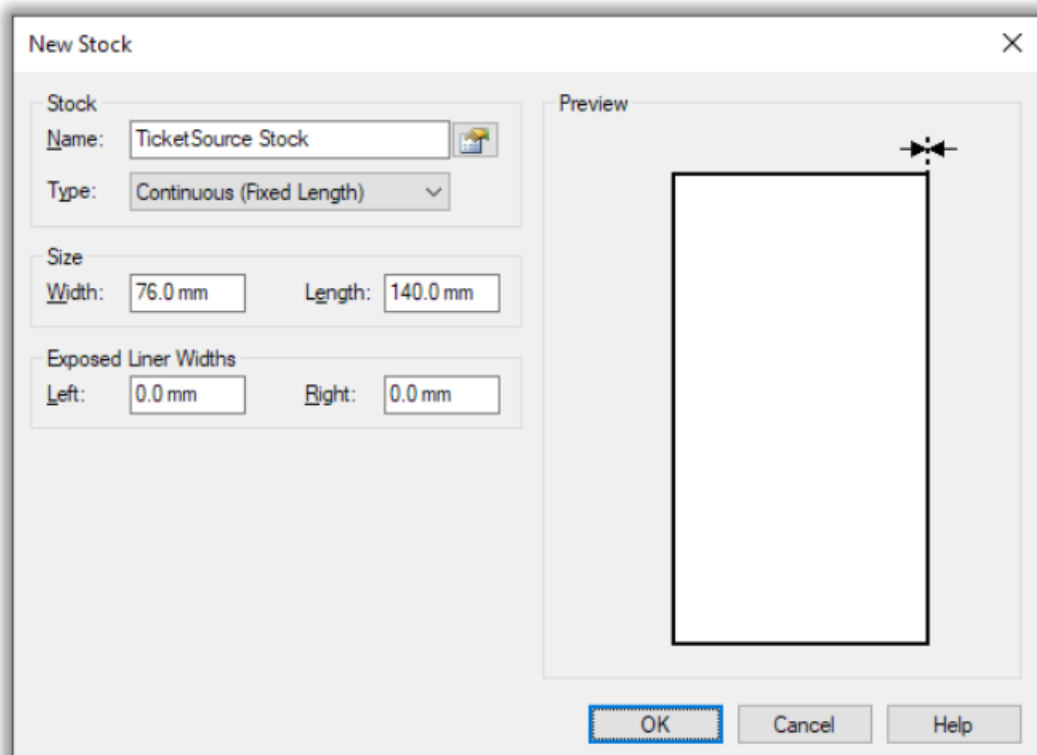 New Stock
Stock
Name: TicketSource Stock
Type: Continuous (Fixed Length)
Size
Width: 76.0 mm Length: 140.0 mm
Exposed Liner Widths
Left: 0.0 mm Right: 0.0 mm
Preview
OK Cancel Help